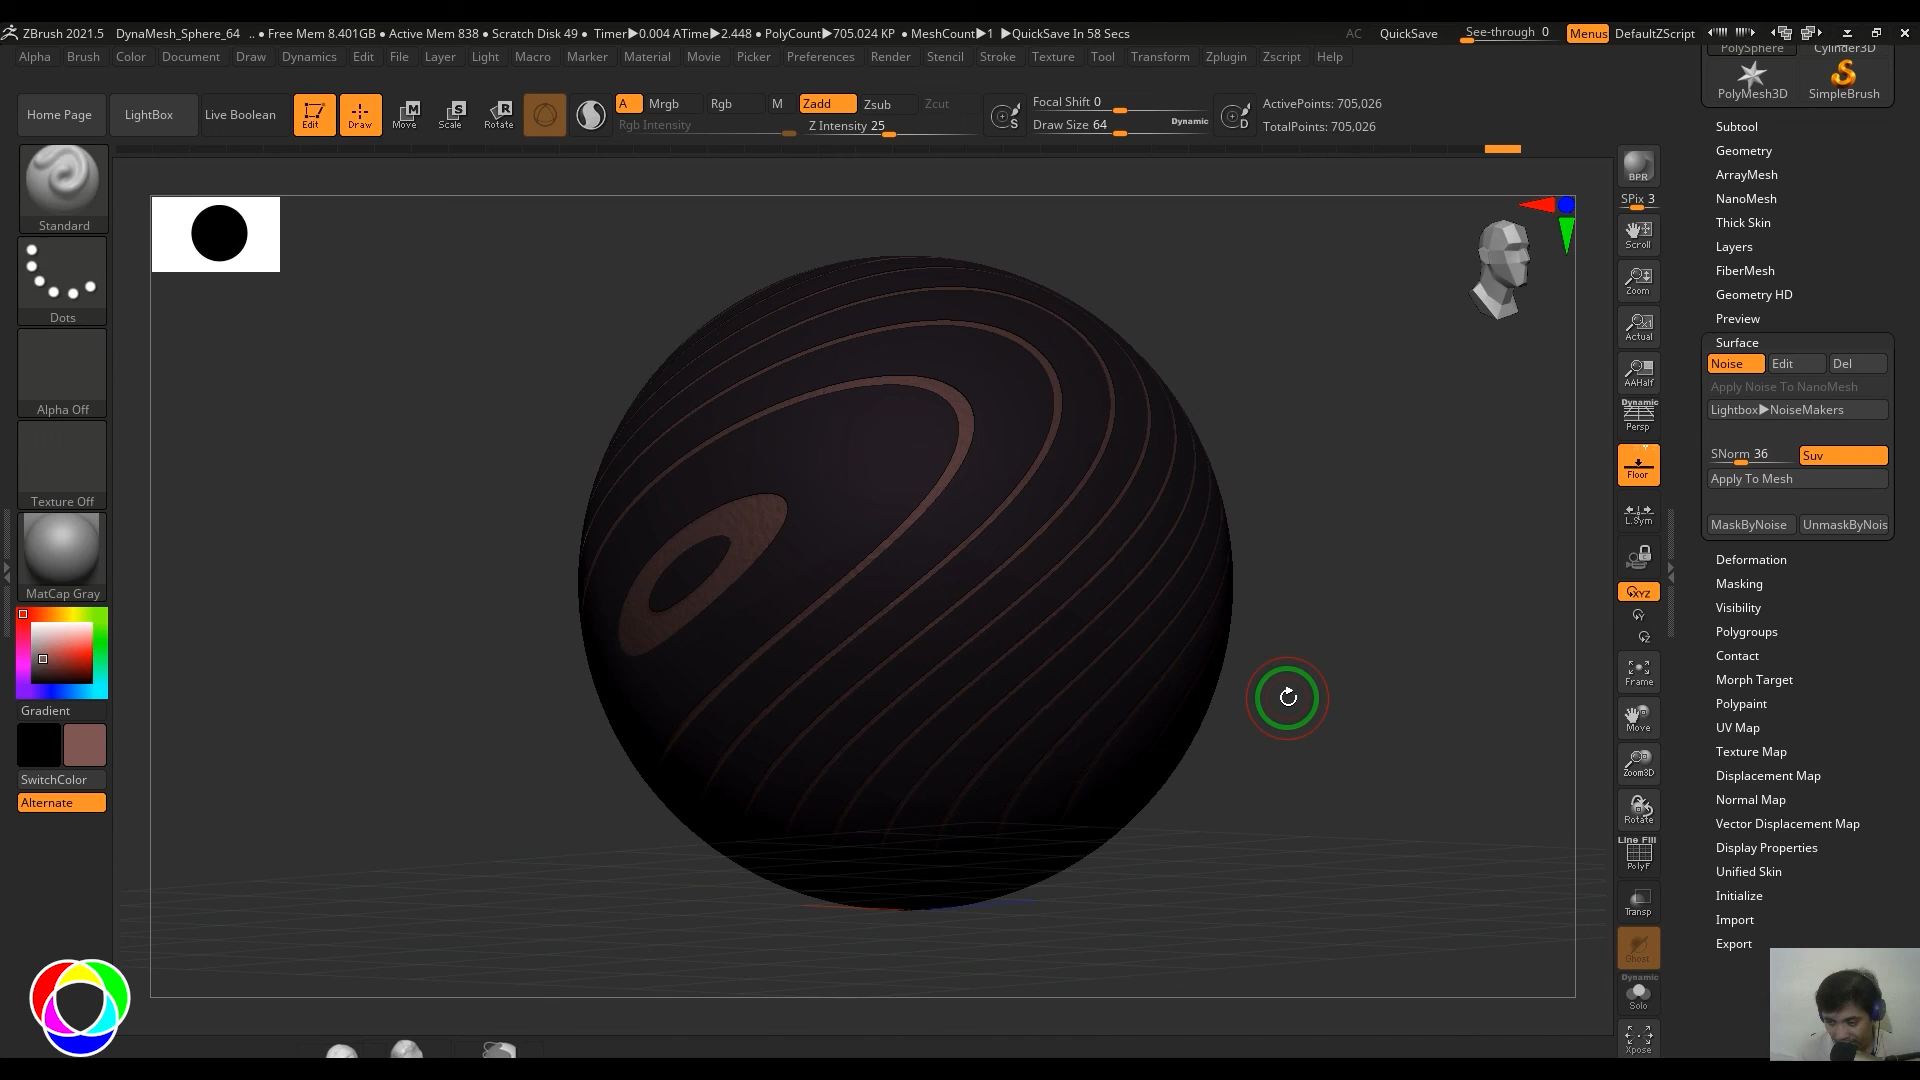 ZBrush 2021.5 DynaMesh_Sphere_64 .. ● Free Mem 8.401GB ● Active Mem 838 ● Scratch Disk 49 ● Timer▶0.004 ATime▶2.448 ● PolyCount▶705.024 KP ● MeshCount▶1 ▶QuickSave In 58 Secs AC QuickSave See-through 0 Menus DefaultZScript
Alpha Brush Color Document Draw Dynamics Edit File Layer Light Macro Marker Material Movie Picker Preferences Render Stencil Stroke Texture Tool Transform Zplugin Zscript Help
PolySphere Cylinder3D
PolyMesh3D SimpleBrush
Home Page LightBox Live Boolean Edit Draw Move Scale Rotate
A Mrgb Rgb M Zadd Zsub Zcut
Rgb Intensity Z Intensity 25
S Focal Shift 0
Draw Size 64 Dynamic D
ActivePoints: 705,026
TotalPoints: 705,026
Standard
Dots
Alpha Off
Texture Off
MatCap Gray
Gradient
SwitchColor
Alternate
BPR
SPix 3
Scroll
Zoom
Actual
AAHalf
Dynamic
Persp
Floor
L.Sym
XYZ
Y
Z
Frame
Move
Zoom3D
Rotate
Line Fill
PolyF
Transp
Ghost
Dynamic
Solo
Xpose
Subtool
Geometry
ArrayMesh
NanoMesh
Thick Skin
Layers
FiberMesh
Geometry HD
Preview
Surface
Noise Edit Del
Apply Noise To NanoMesh
Lightbox▶NoiseMakers
SNorm 36 Suv
Apply To Mesh
MaskByNoise UnmaskByNois
Deformation
Masking
Visibility
Polygroups
Contact
Morph Target
Polypaint
UV Map
Texture Map
Displacement Map
Normal Map
Vector Displacement Map
Display Properties
Unified Skin
Initialize
Import
Export